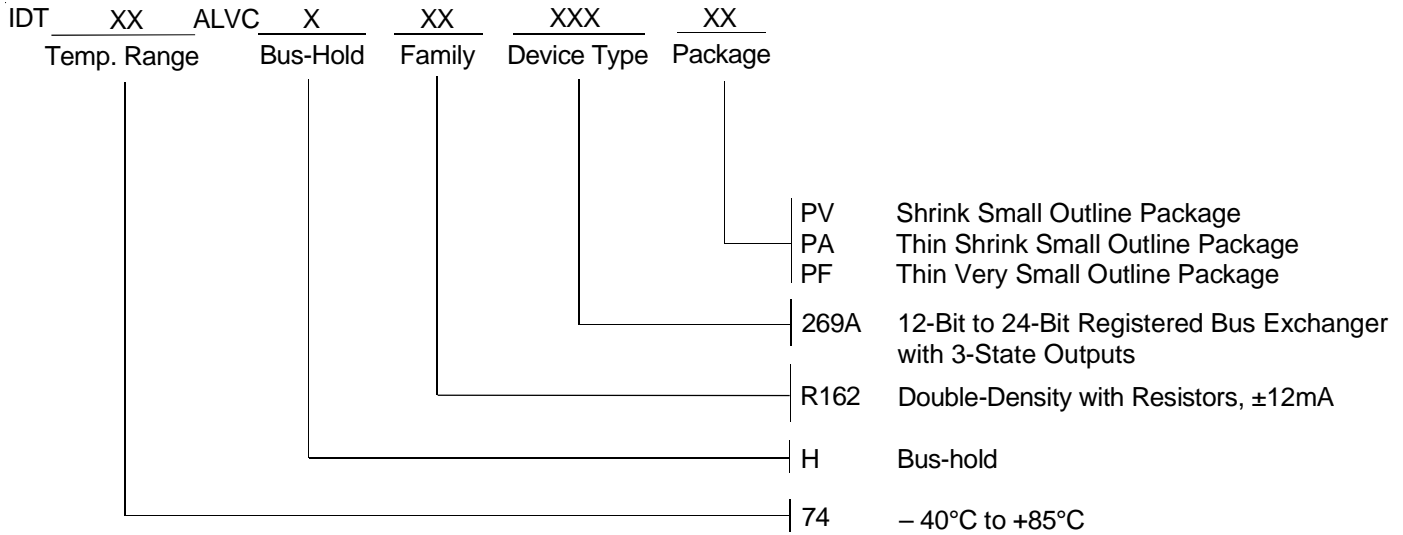 IDT XX ALVC X XX XXX XX
Temp. Range Bus-Hold Family Device Type Package
PV Shrink Small Outline Package
PA Thin Shrink Small Outline Package
PF Thin Very Small Outline Package
269A 12-Bit to 24-Bit Registered Bus Exchanger
with 3-State Outputs
R162 Double-Density with Resistors, ±12mA
H Bus-hold
74 – 40°C to +85°C